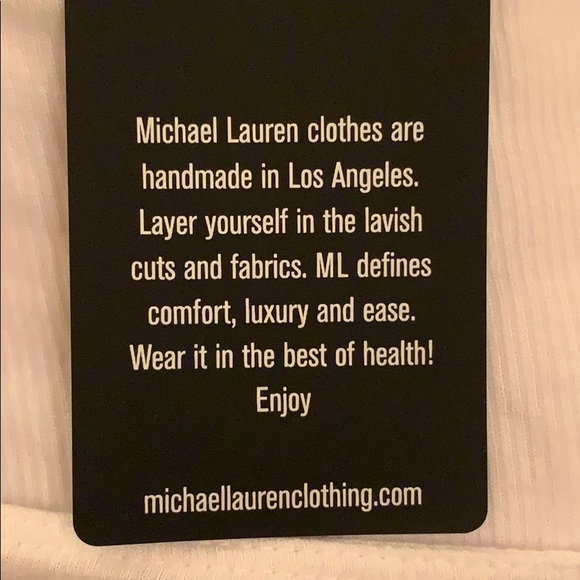 Michael Lauren clothes are
handmade in Los Angeles.
Layer yourself in the lavish
cuts and fabrics. ML defines
comfort, luxury and ease.
Wear it in the best of health!
Enjoy
michaellaurenclothing.com